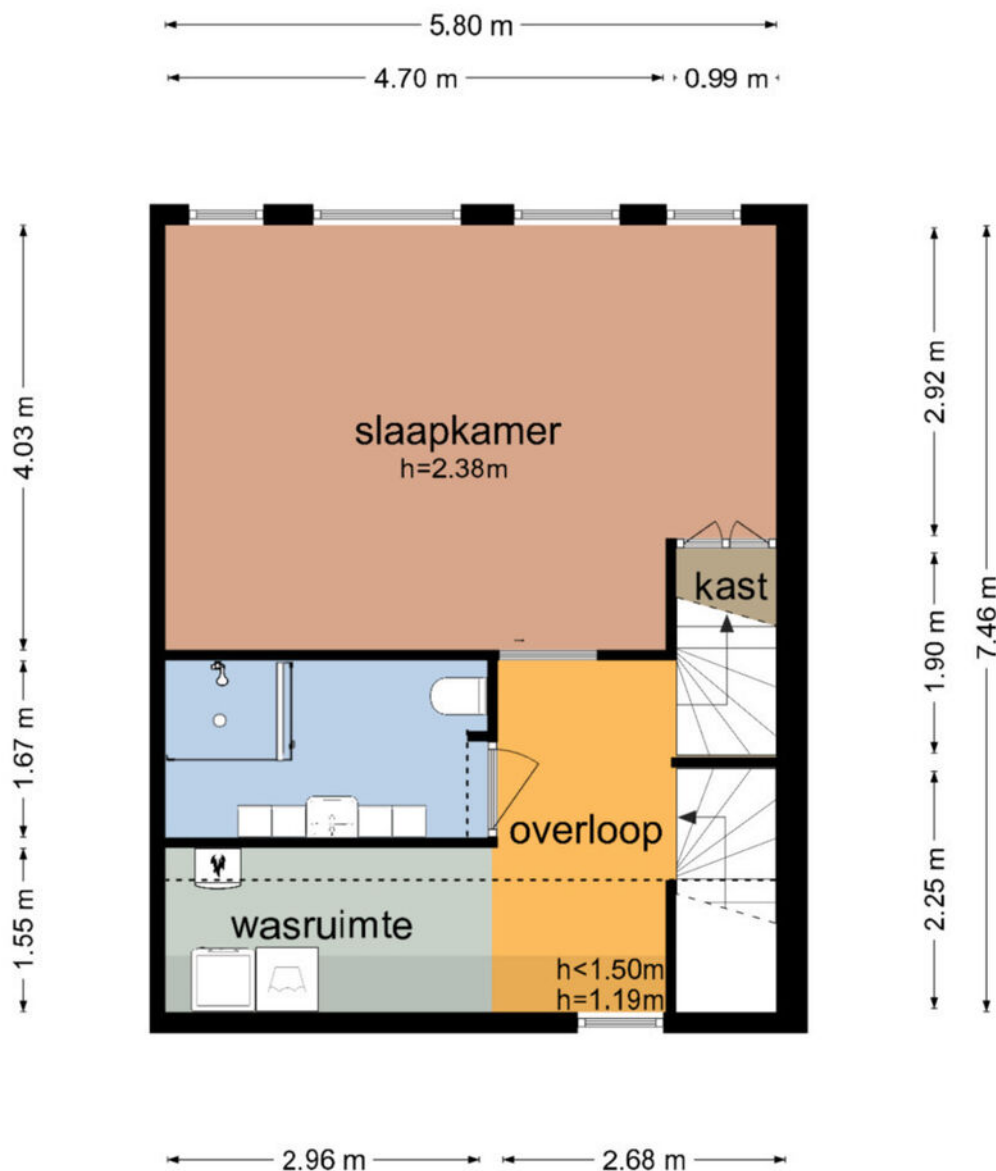 5.80 m
4.70 m
0.99 m
4.03 m
2.92 m
slaapkamer
h=2.38m
kast
1.90 m
7.46 m
1.67 m
overloop
2.25 m
1.55 m
wasruimte
h<1.50m
h=1.19m
2.96 m
2.68 m